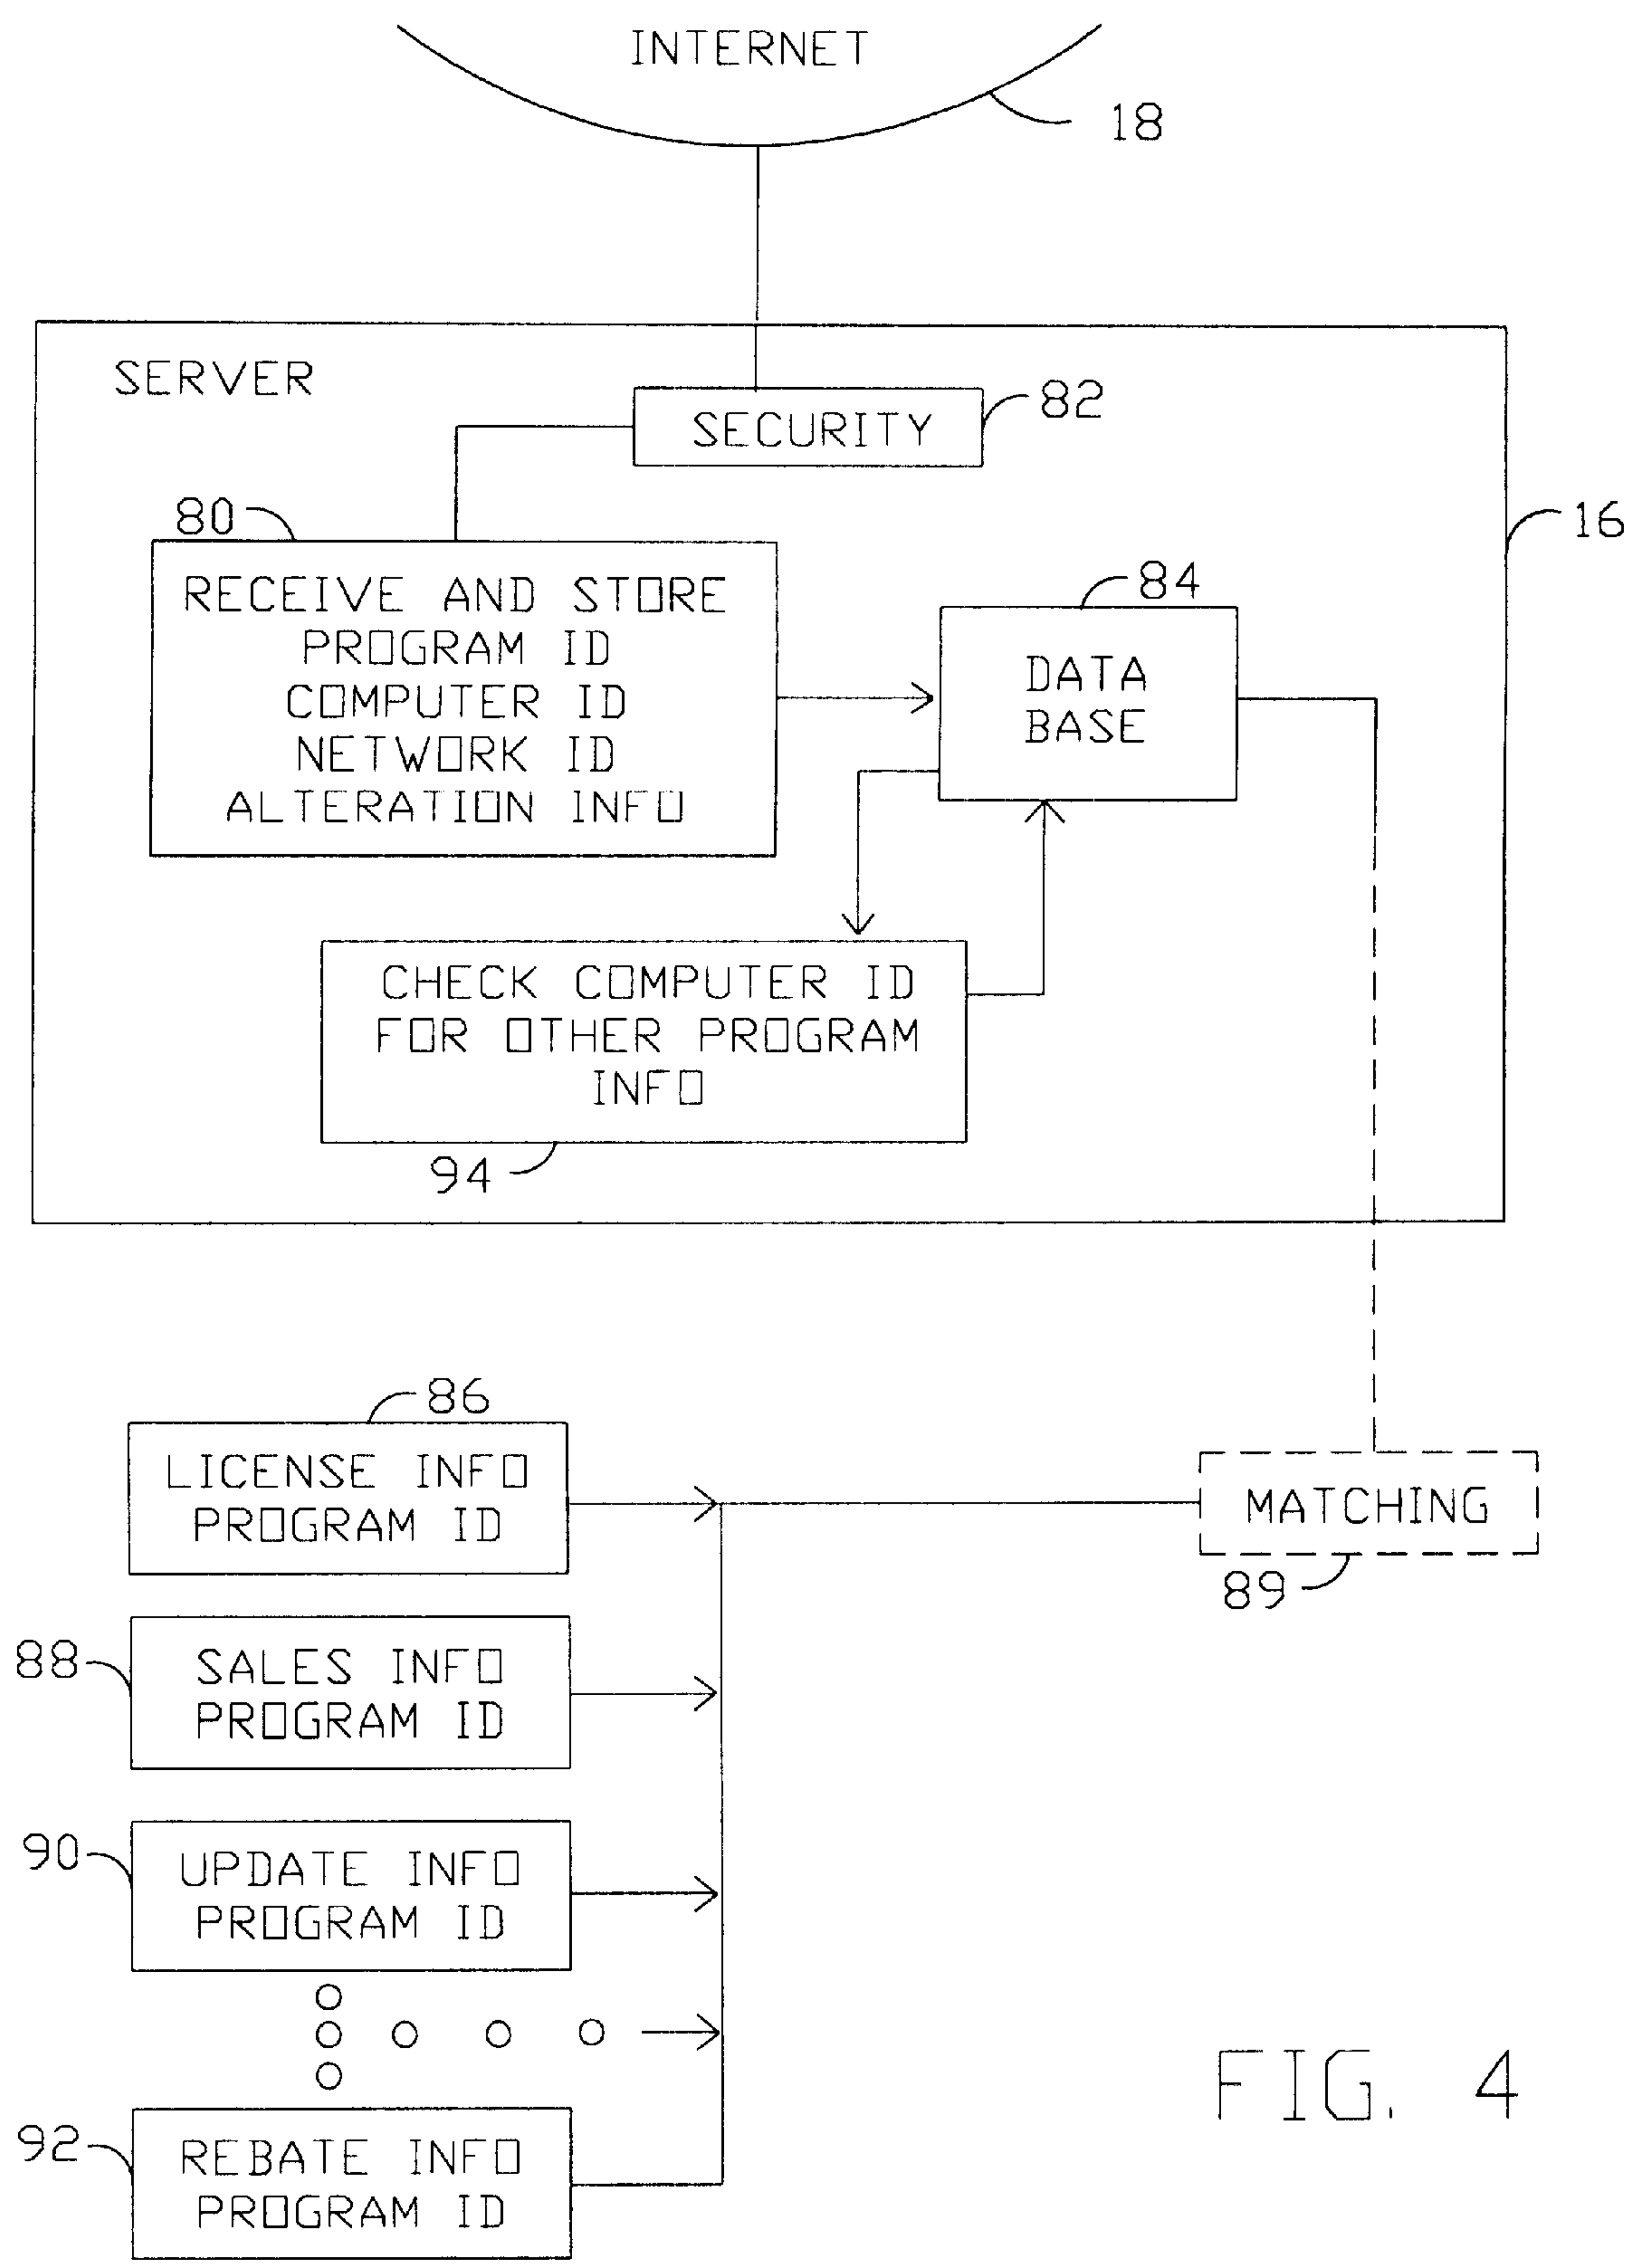 INTERNET
18
SERVER
82
SECURITY
80
16
RECEIVE AND STORE
PROGRAM ID
COMPUTER ID
NETWORK ID
ALTERATION INFO
84
DATA
BASE
CHECK COMPUTER ID
FOR OTHER PROGRAM
INFO
94
86
LICENSE INFO
PROGRAM ID
MATCHING
89
88
SALES INFO
PROGRAM ID
90
UPDATE INFO
PROGRAM ID
92
REBATE INFO
PROGRAM ID
FIG. 4